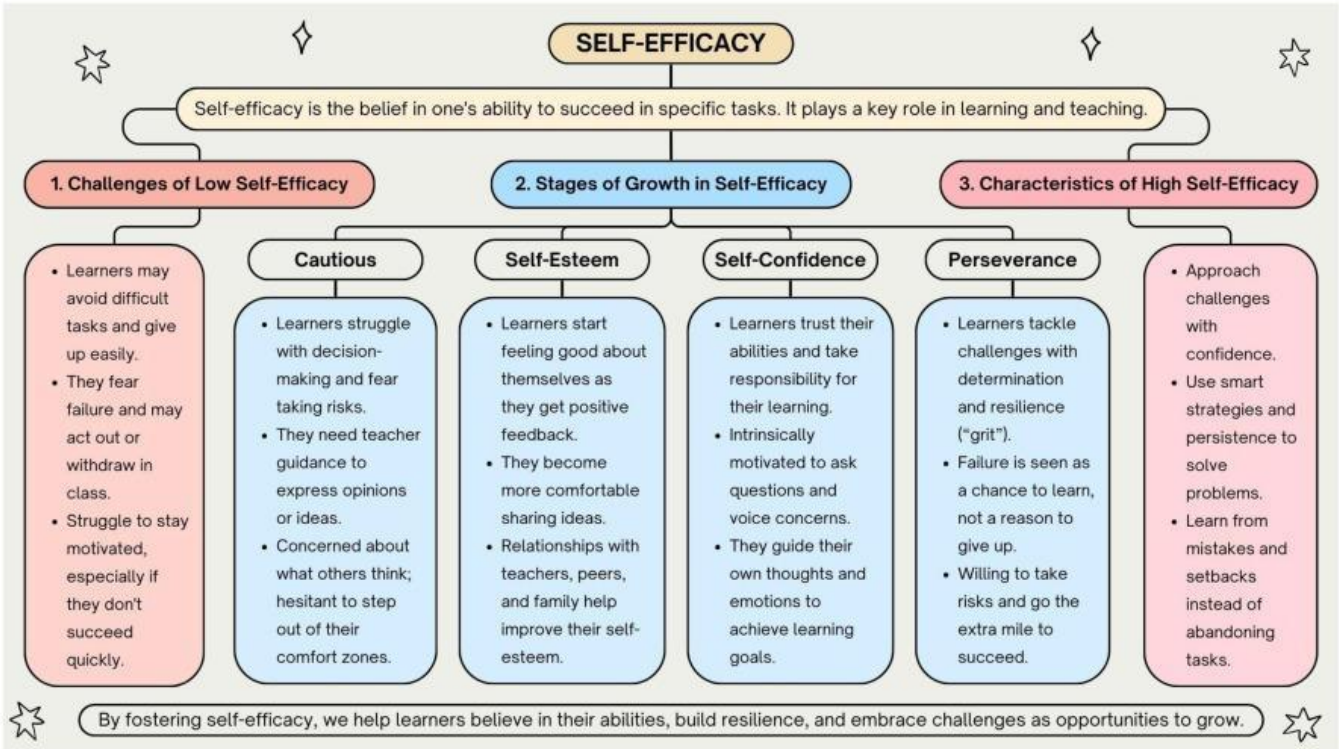 SELF-EFFICACY
Self-efficacy is the belief in one's ability to succeed in specific tasks. It plays a key role in learning and teaching.
1. Challenges of Low Self-Efficacy
• Learners may
avoid difficult
tasks and give
up easily.
• They fear
failure and may
act out or
withdraw in
class.
• Struggle to stay
motivated,
especially if
they don't
succeed
quickly.
2. Stages of Growth in Self-Efficacy
Cautious
• Learners struggle
with decision-
making and fear
taking risks.
• They need teacher
guidance to
express opinions
or ideas.
• Concerned about
what others think;
hesitant to step
out of their
comfort zones.
Self-Esteem
• Learners start
feeling good about
themselves as
they get positive
feedback.
• They become
more comfortable
sharing ideas.
• Relationships with
teachers, peers,
and family help
improve their self-
esteem.
Self-Confidence
• Learners trust their
abilities and take
responsibility for
their learning.
• Intrinsically
motivated to ask
questions and
voice concerns.
• They guide their
own thoughts and
emotions to
achieve learning
goals.
Perseverance
• Learners tackle
challenges with
determination
and resilience
(“grit”).
• Failure is seen as
a chance to learn,
not a reason to
give up.
• Willing to take
risks and go the
extra mile to
succeed.
3. Characteristics of High Self-Efficacy
• Approach
challenges
with
confidence.
• Use smart
strategies and
persistence to
solve
problems.
• Learn from
mistakes and
setbacks
instead of
abandoning
tasks.
By fostering self-efficacy, we help learners believe in their abilities, build resilience, and embrace challenges as opportunities to grow.